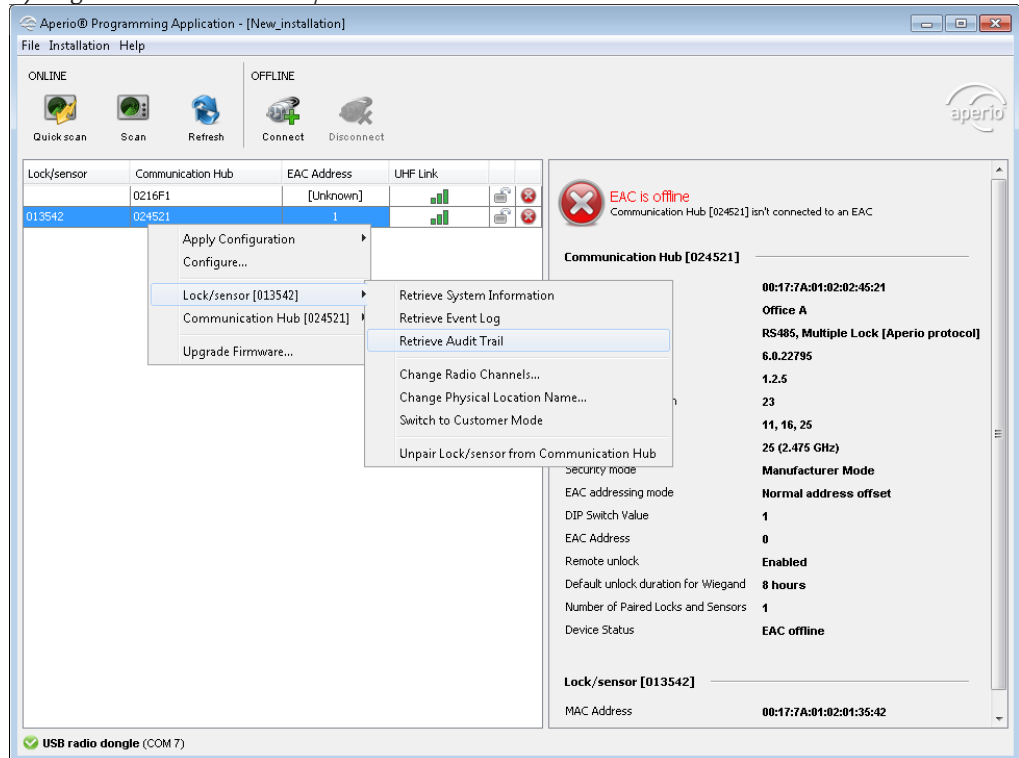 Aperio® Programming Application - [New_installation]
File Installation Help
ONLINE
OFFLINE
Quick scan Scan Refresh Connect Disconnect
aperio
Lock/sensor Communication Hub EAC Address UHF Link
0216F1 [Unknown]
013542 024521 1
Apply Configuration
Configure...
Lock/sensor [013542]
Communication Hub [024521]
Upgrade Firmware...
Retrieve System Information
Retrieve Event Log
Retrieve Audit Trail
Change Radio Channels...
Change Physical Location Name...
Switch to Customer Mode
Unpair Lock/sensor from Communication Hub
EAC is offline
Communication Hub [024521] isn't connected to an EAC
Communication Hub [024521]
00:17:7A:01:02:02:45:21
Office A
RS485, Multiple Lock [Aperio protocol]
6.0.22795
1.2.5
23
11, 16, 25
25 (2.475 GHz)
Security mode Manufacturer Mode
EAC addressing mode Normal address offset
DIP Switch Value 1
EAC Address 0
Remote unlock Enabled
Default unlock duration for Wiegand 8 hours
Number of Paired Locks and Sensors 1
Device Status EAC offline
Lock/sensor [013542]
MAC Address 00:17:7A:01:02:01:35:42
USB radio dongle (COM 7)